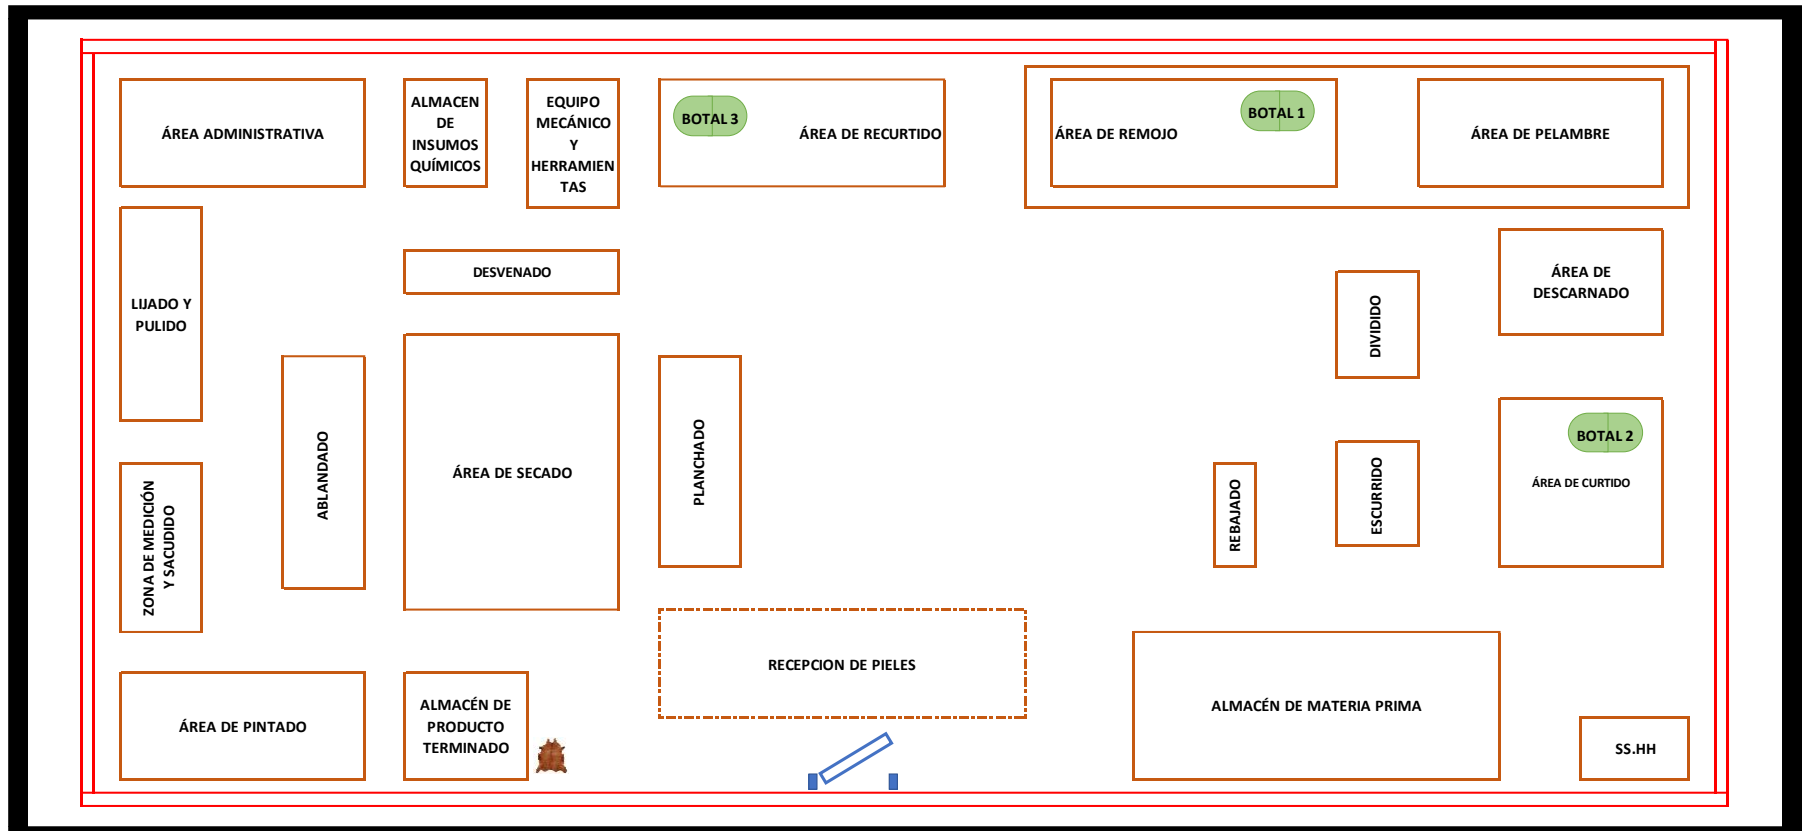 ÁREA ADMINISTRATIVA
ALMACEN
DE
INSUMOS
QUÍMICOS
EQUIPO
MECÁNICO
Y
HERRAMIEN
TAS
BOTAL 3
ÁREA DE RECURTIDO
ÁREA DE REMOJO
BOTAL 1
ÁREA DE PELAMBRE
LIJADO Y
PULIDO
DESVENADO
DIVIDIDO
ÁREA DE
DESCARNADO
ABLANDADO
ÁREA DE SECADO
PLANCHADO
REBAJADO
ESCURRIDO
BOTAL 2
ÁREA DE CURTIDO
ZONA DE MEDICIÓN
Y SACUDIDO
RECEPCION DE PIELES
ÁREA DE PINTADO
ALMACÉN DE
PRODUCTO
TERMINADO
ALMACÉN DE MATERIA PRIMA
SS.HH